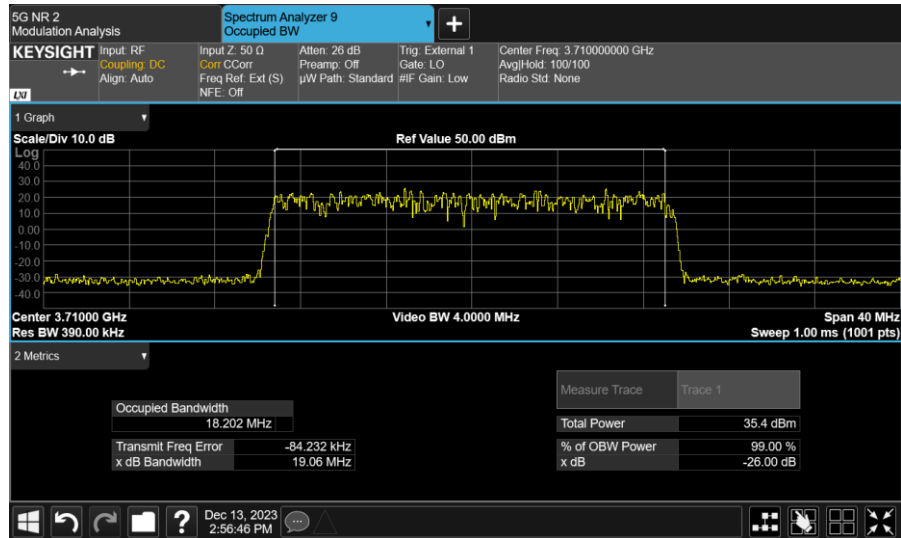 5G NR 2
Modulation Analysis
Spectrum Analyzer 9
Occupied BW
KEYSIGHT
LXI
Input: RF
Coupling: DC
Align: Auto
Input Z: 50 Ω
Corr CCorr
Freq Ref: Ext (S)
NFE: Off
Atten: 26 dB
Preamp: Off
µW Path: Standard
Trig: External 1
Gate: LO
#IF Gain: Low
Center Freq: 3.710000000 GHz
Avg|Hold: 100/100
Radio Std: None
1 Graph
Scale/Div 10.0 dB
Ref Value 50.00 dBm
Log
40.0
30.0
20.0
10.0
0.00
-10.0
-20.0
-30.0
-40.0
Center 3.71000 GHz
Video BW 4.0000 MHz
Span 40 MHz
Res BW 390.00 kHz
Sweep 1.00 ms (1001 pts)
2 Metrics
Measure Trace Trace 1
Occupied Bandwidth
18.202 MHz
Total Power 35.4 dBm
Transmit Freq Error -84.232 kHz
% of OBW Power 99.00 %
x dB Bandwidth 19.06 MHz
x dB -26.00 dB
?
Dec 13, 2023
2:56:46 PM